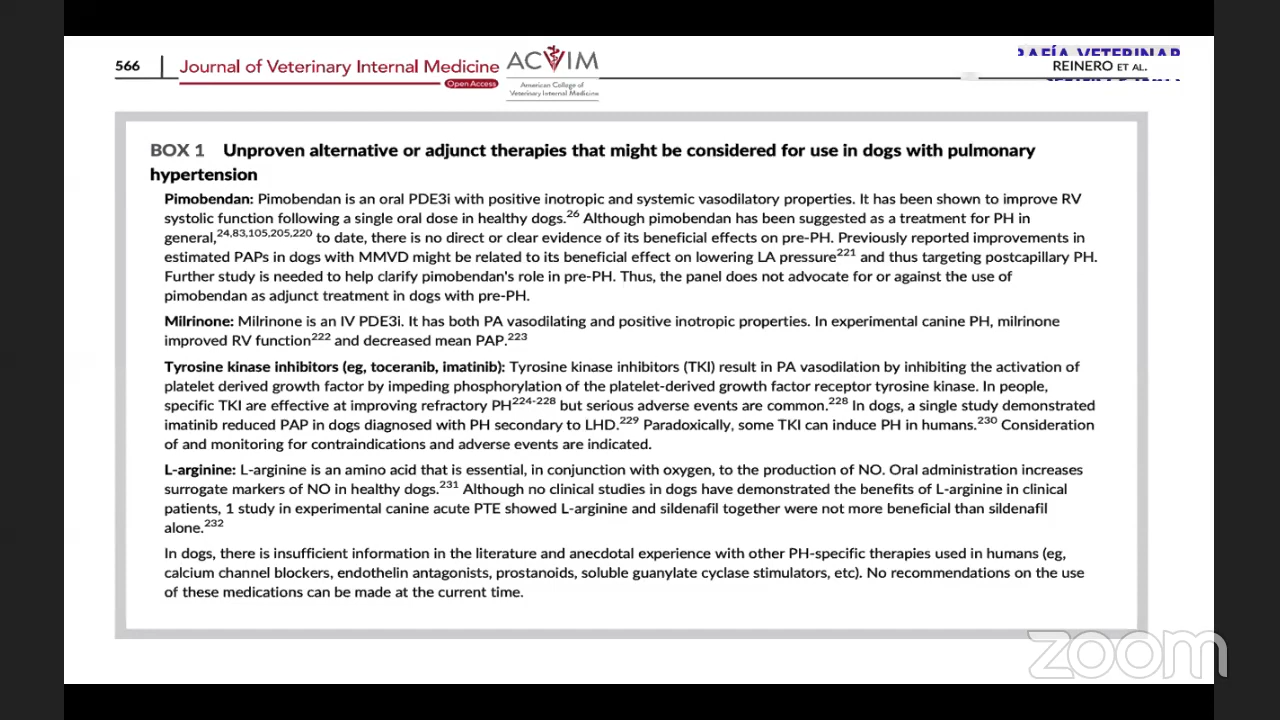 566 Journal of Veterinary Internal Medicine ACVIM
Open Access
American College of
Veterinary Internal Medicine
REINERO ET AL.
BOX 1 Unproven alternative or adjunct therapies that might be considered for use in dogs with pulmonary
hypertension
Pimobendan: Pimobendan is an oral PDE3i with positive inotropic and systemic vasodilatory properties. It has been shown to improve RV
systolic function following a single oral dose in healthy dogs.26 Although pimobendan has been suggested as a treatment for PH in
general,24,83,105,205,220 to date, there is no direct or clear evidence of its beneficial effects on pre-PH. Previously reported improvements in
estimated PAPs in dogs with MMVD might be related to its beneficial effect on lowering LA pressure221 and thus targeting postcapillary PH.
Further study is needed to help clarify pimobendan's role in pre-PH. Thus, the panel does not advocate for or against the use of
pimobendan as adjunct treatment in dogs with pre-PH.
Milrinone: Milrinone is an IV PDE3i. It has both PA vasodilating and positive inotropic properties. In experimental canine PH, milrinone
improved RV function222 and decreased mean PAP.223
Tyrosine kinase inhibitors (eg, toceranib, imatinib): Tyrosine kinase inhibitors (TKI) result in PA vasodilation by inhibiting the activation of
platelet derived growth factor by impeding phosphorylation of the platelet-derived growth factor receptor tyrosine kinase. In people,
specific TKI are effective at improving refractory PH224-228 but serious adverse events are common.228 In dogs, a single study demonstrated
imatinib reduced PAP in dogs diagnosed with PH secondary to LHD.229 Paradoxically, some TKI can induce PH in humans.230 Consideration
of and monitoring for contraindications and adverse events are indicated.
L-arginine: L-arginine is an amino acid that is essential, in conjunction with oxygen, to the production of NO. Oral administration increases
surrogate markers of NO in healthy dogs.231 Although no clinical studies in dogs have demonstrated the benefits of L-arginine in clinical
patients, 1 study in experimental canine acute PTE showed L-arginine and sildenafil together were not more beneficial than sildenafil
alone.232
In dogs, there is insufficient information in the literature and anecdotal experience with other PH-specific therapies used in humans (eg,
calcium channel blockers, endothelin antagonists, prostanoids, soluble guanylate cyclase stimulators, etc). No recommendations on the use
of these medications can be made at the current time.
zoom